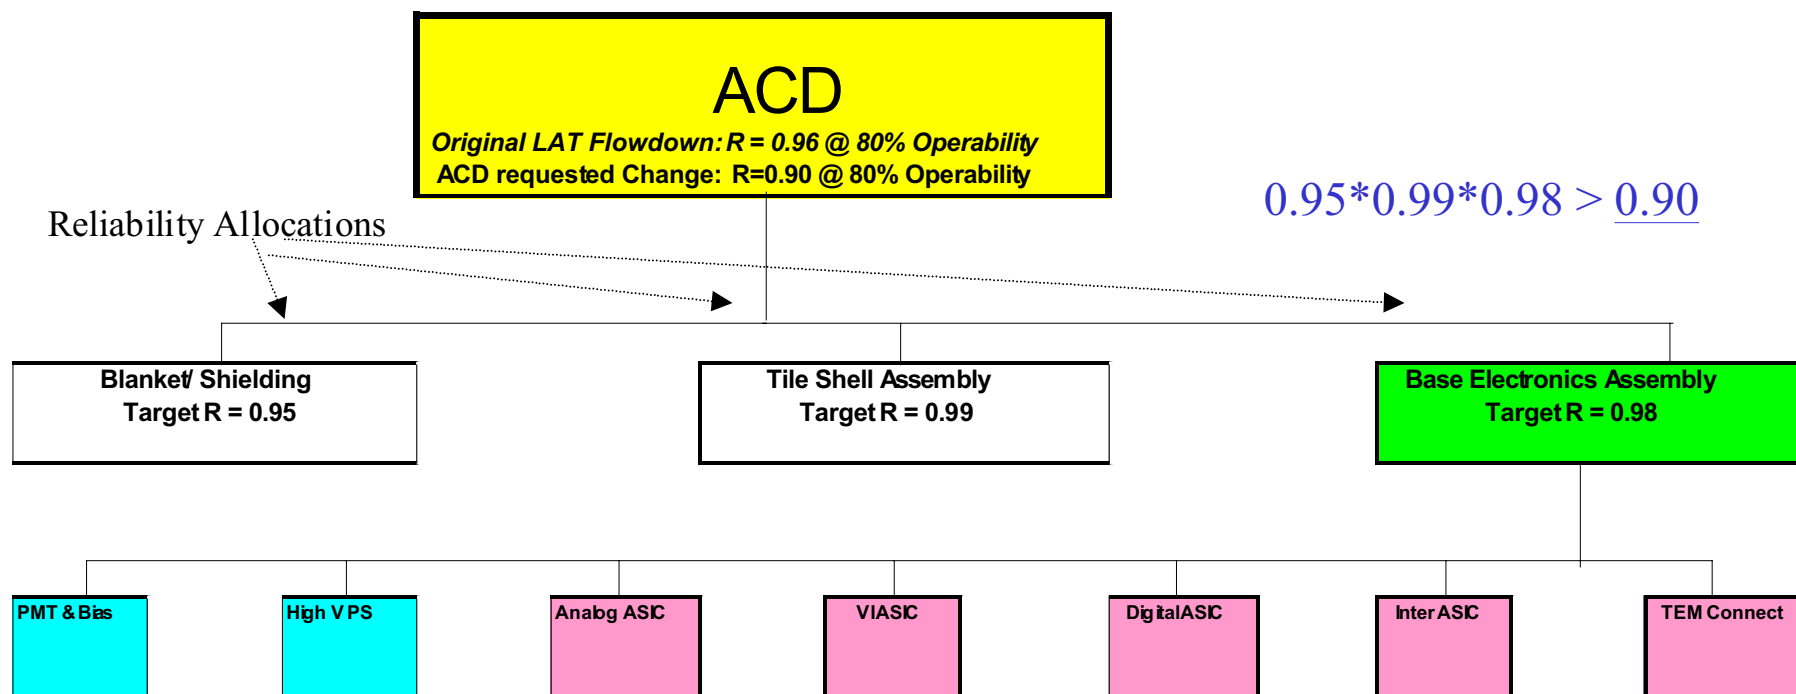 ACD
Original LAT Flowdown: R = 0.96 @ 80% Operability
ACD requested Change: R=0.90 @ 80% Operability
0.95*0.99*0.98 > 0.90
Reliability Allocations
Blanket/ Shielding
Target R = 0.95
Tile Shell Assembly
Target R = 0.99
Base Electronics Assembly
Target R = 0.98
PMT & Bias
High V PS
Analog ASIC
VIASIC
DigitalASIC
Inter ASIC
TEM Connect